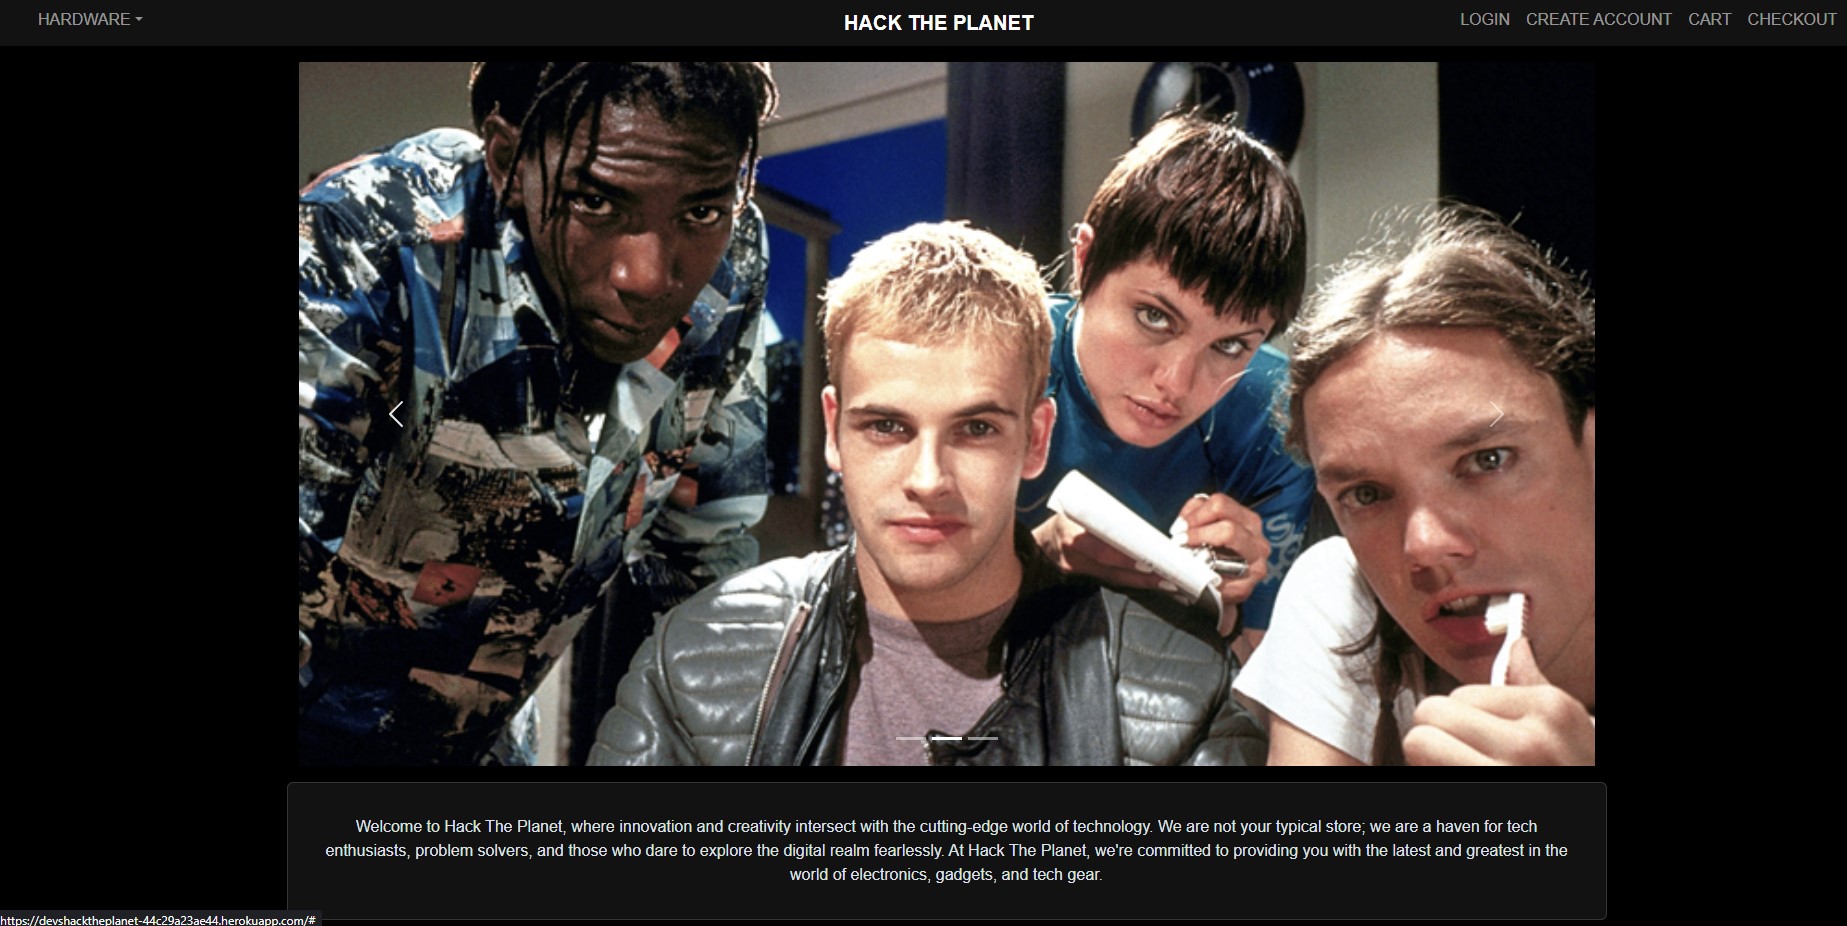 HARDWARE
HACK THE PLANET
LOGIN CREATE ACCOUNT CART CHECKOUT
Welcome to Hack The Planet, where innovation and creativity intersect with the cutting-edge world of technology. We are not your typical store; we are a haven for tech
enthusiasts, problem solvers, and those who dare to explore the digital realm fearlessly. At Hack The Planet, we're committed to providing you with the latest and greatest in the
world of electronics, gadgets, and tech gear.
https://devshacktheplanet-44c29a23ae44.herokuapp.com/#